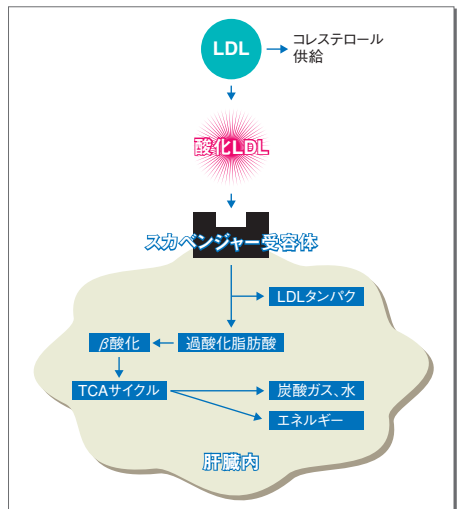 LDL
コレステロール
供給
酸化LDL
スカベンジャー受容体
LDLタンパク
β酸化
過酸化脂肪酸
TCAサイクル
炭酸ガス、水
エネルギー
肝臓内